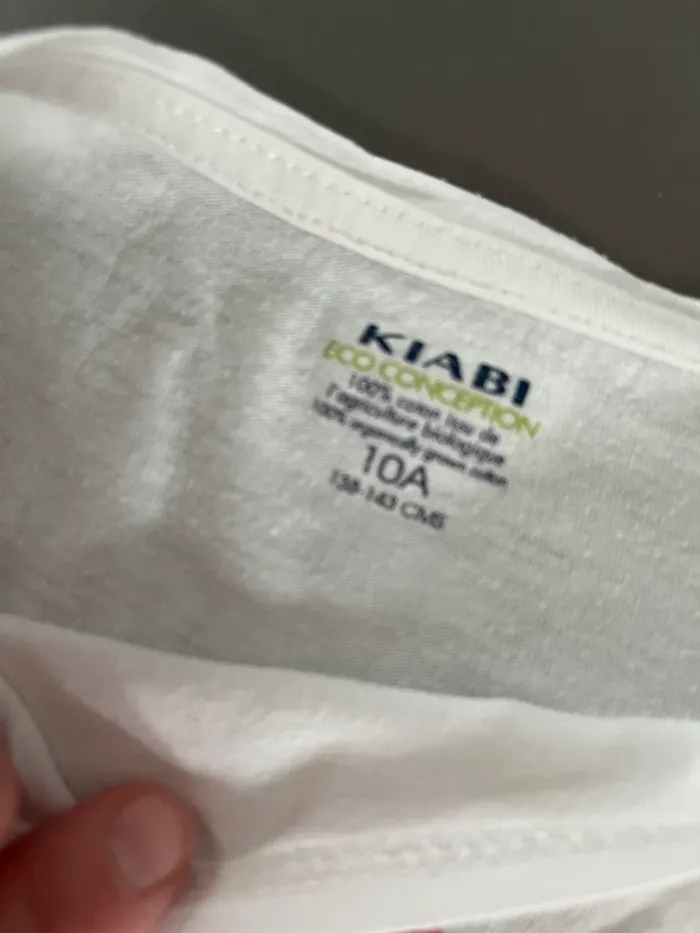 KIABI
ECO CONCEPTION
100% coton issu de
l'agriculture biologique
100% organically grown cotton
10A
138-143 CMS